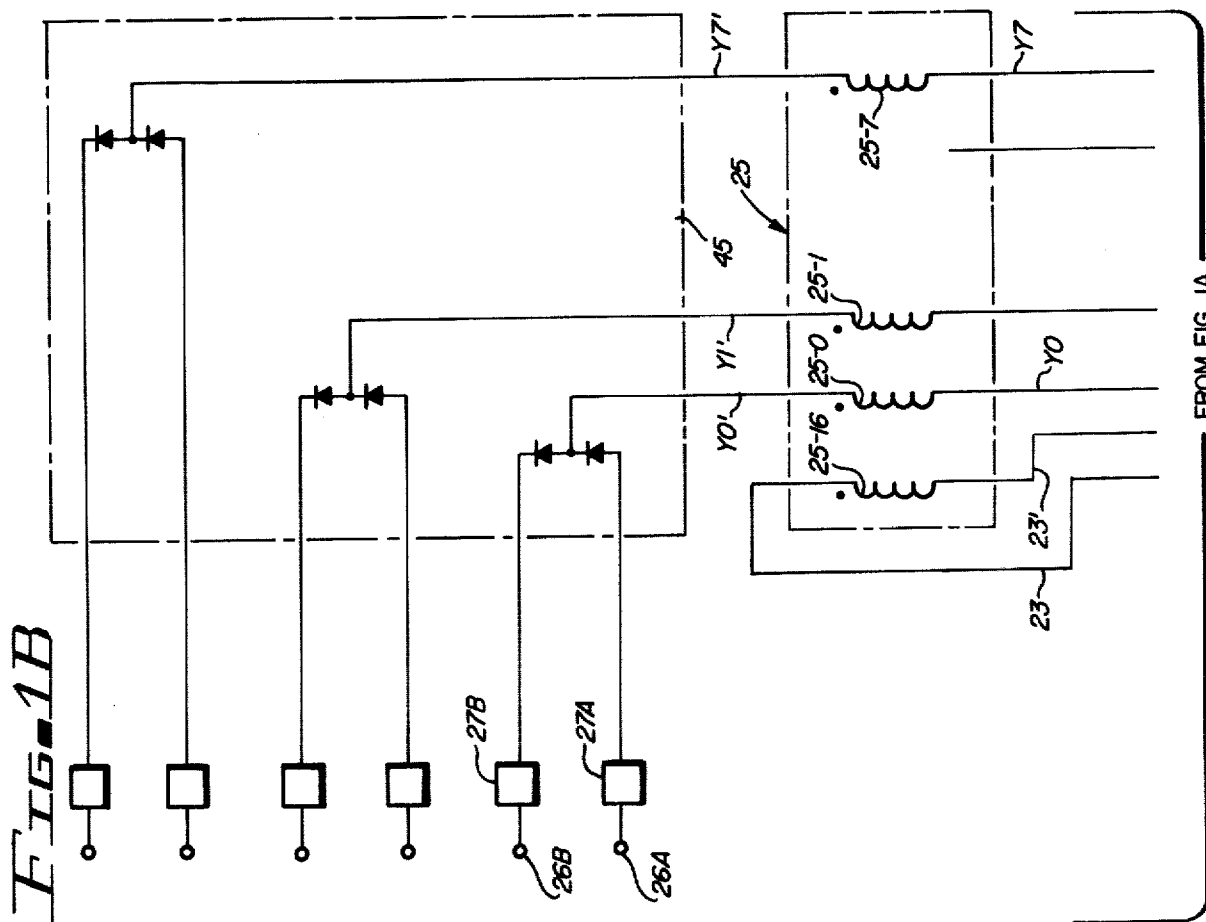 FIG-1B
Y7'
Y7
25-7
25
45
25-1
Y1'
25-0
Y0'
Y0
25-16
23'
23
27B
27A
26B
26A
FROM FIG. 1A